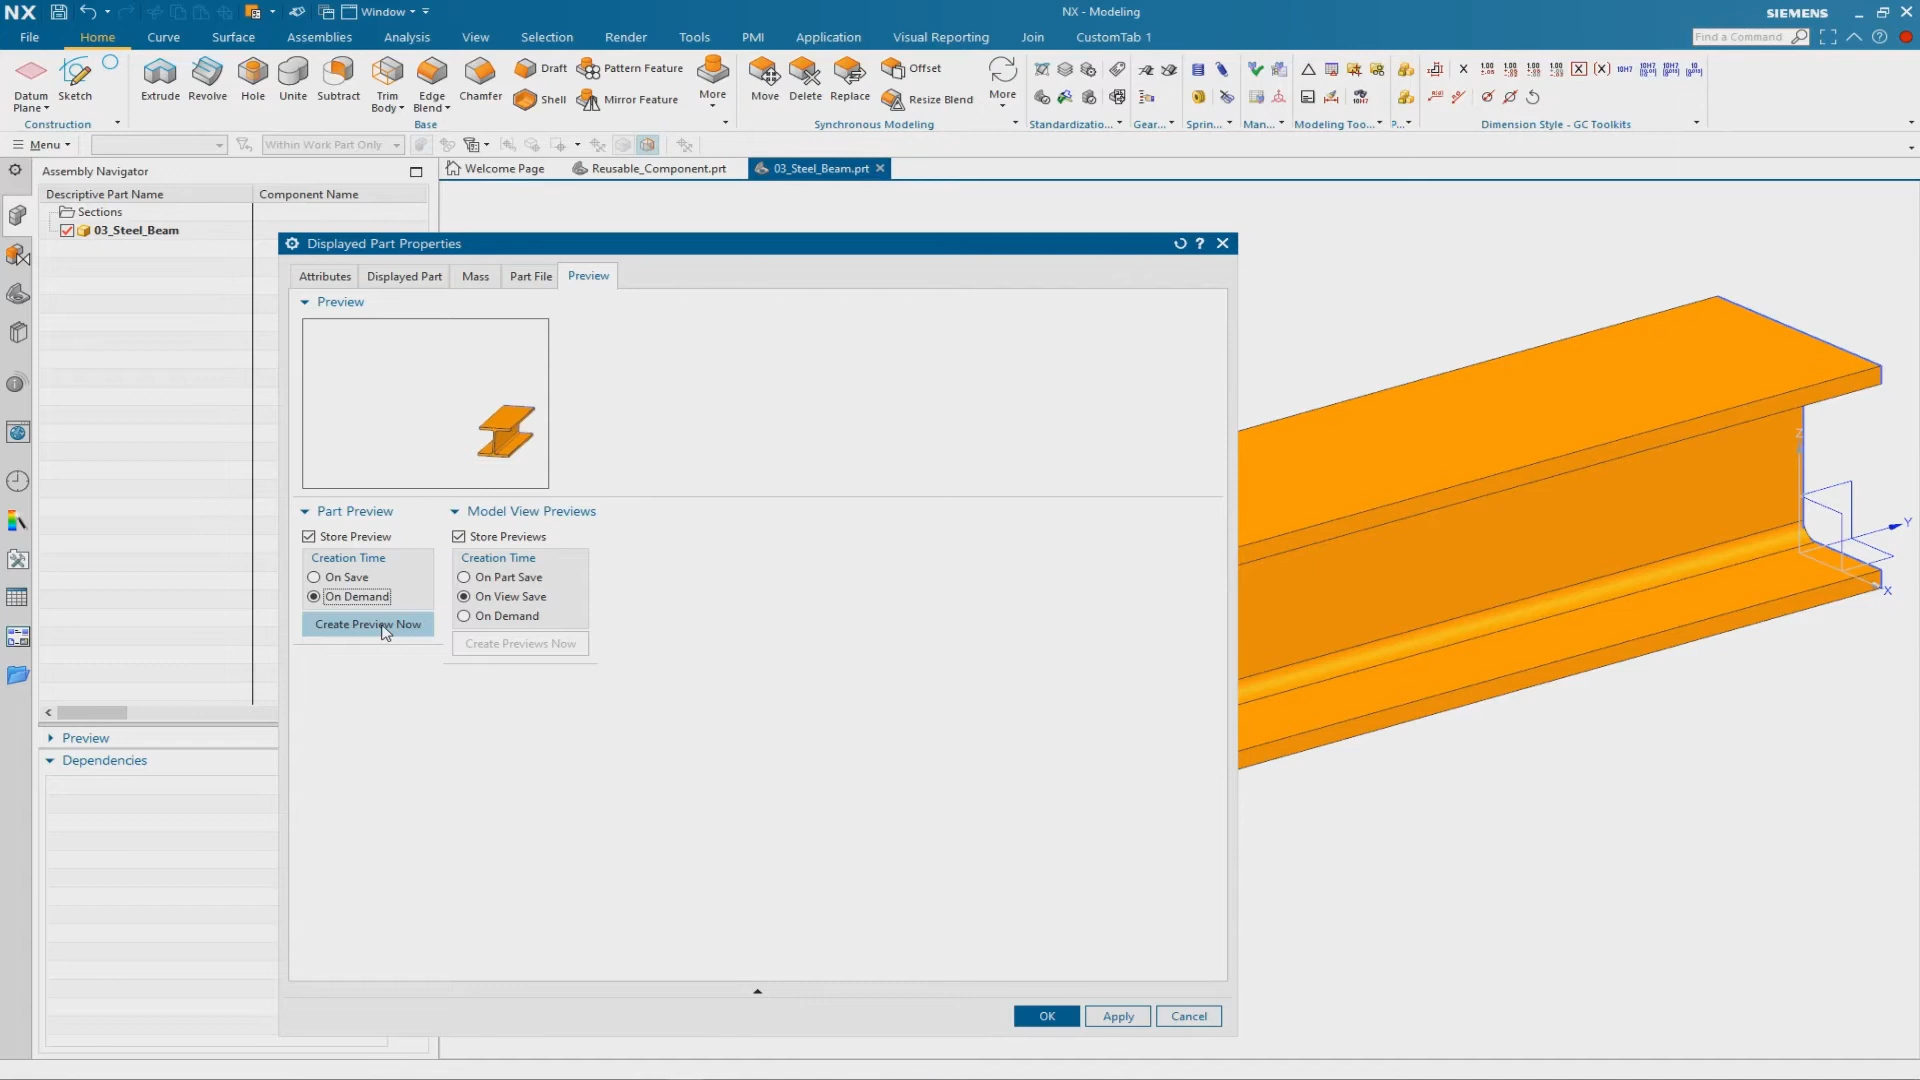 NX
Window
NX - Modeling
SIEMENS
File
Home
Curve
Surface
Assemblies
Analysis
View
Selection
Render
Tools
PMI
Application
Visual Reporting
Join
CustomTab 1
Find a Command
Datum Plane
Sketch
Extrude
Revolve
Hole
Unite
Subtract
Trim Body
Edge Blend
Chamfer
Draft
Shell
Pattern Feature
Mirror Feature
More
Move
Delete
Replace
Offset
Resize Blend
More
Construction
Base
Synchronous Modeling
Standardizatio...
Gear...
Sprin...
Man...
Modeling Too...
P...
Dimension Style - GC Toolkits
Menu
Within Work Part Only
Assembly Navigator
Welcome Page
Reusable_Component.prt
03_Steel_Beam.prt
Descriptive Part Name
Component Name
Sections
03_Steel_Beam
Displayed Part Properties
Attributes
Displayed Part
Mass
Part File
Preview
Preview
Part Preview
Model View Previews
Store Preview
Store Previews
Creation Time
Creation Time
On Save
On Part Save
On Demand
On View Save
On Demand
Create Preview Now
Create Previews Now
Preview
Dependencies
OK
Apply
Cancel
Z
Y
X